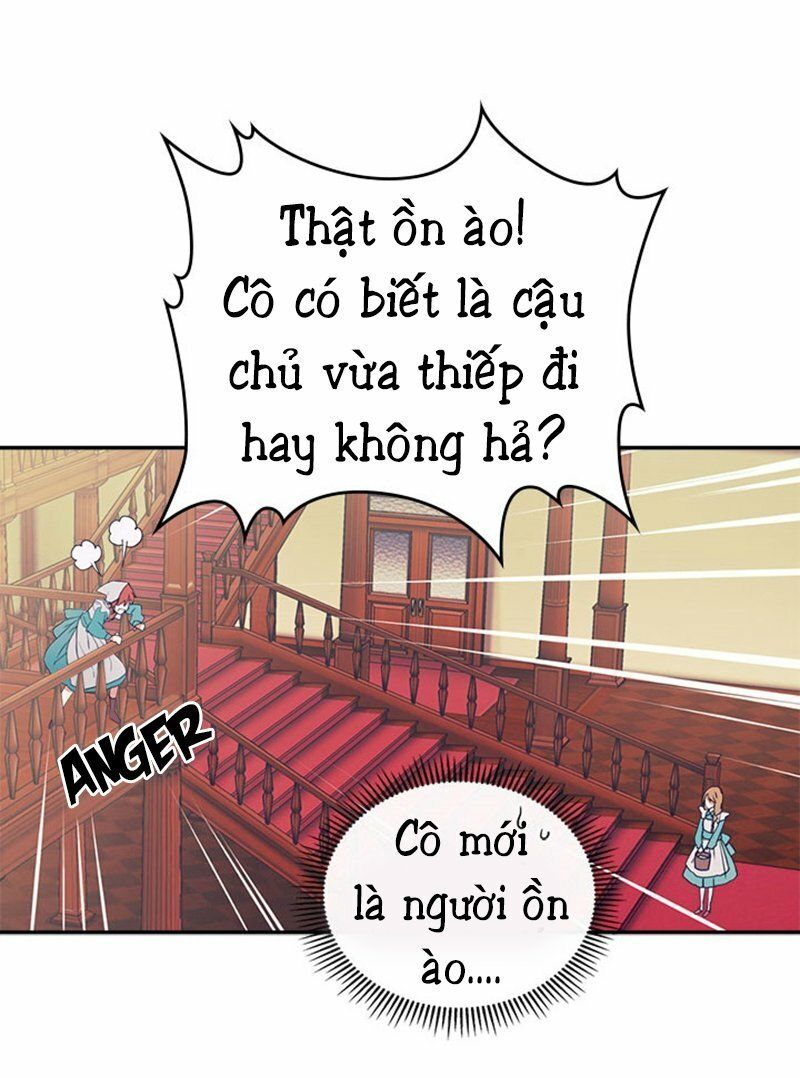 Thật ồn ào!
Cô có biết là cậu
chủ vừa thiếp đi
hay không hả?
ANGER
Cô mới
là người ồn
ào....